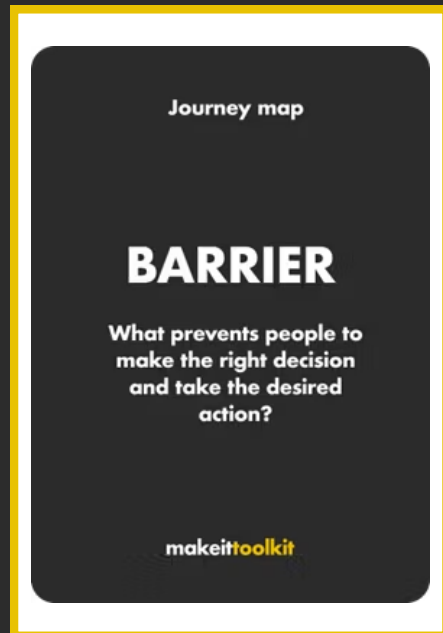 Journey map
BARRIER
What prevents people to
make the right decision
and take the desired
action?
makeittoolkit